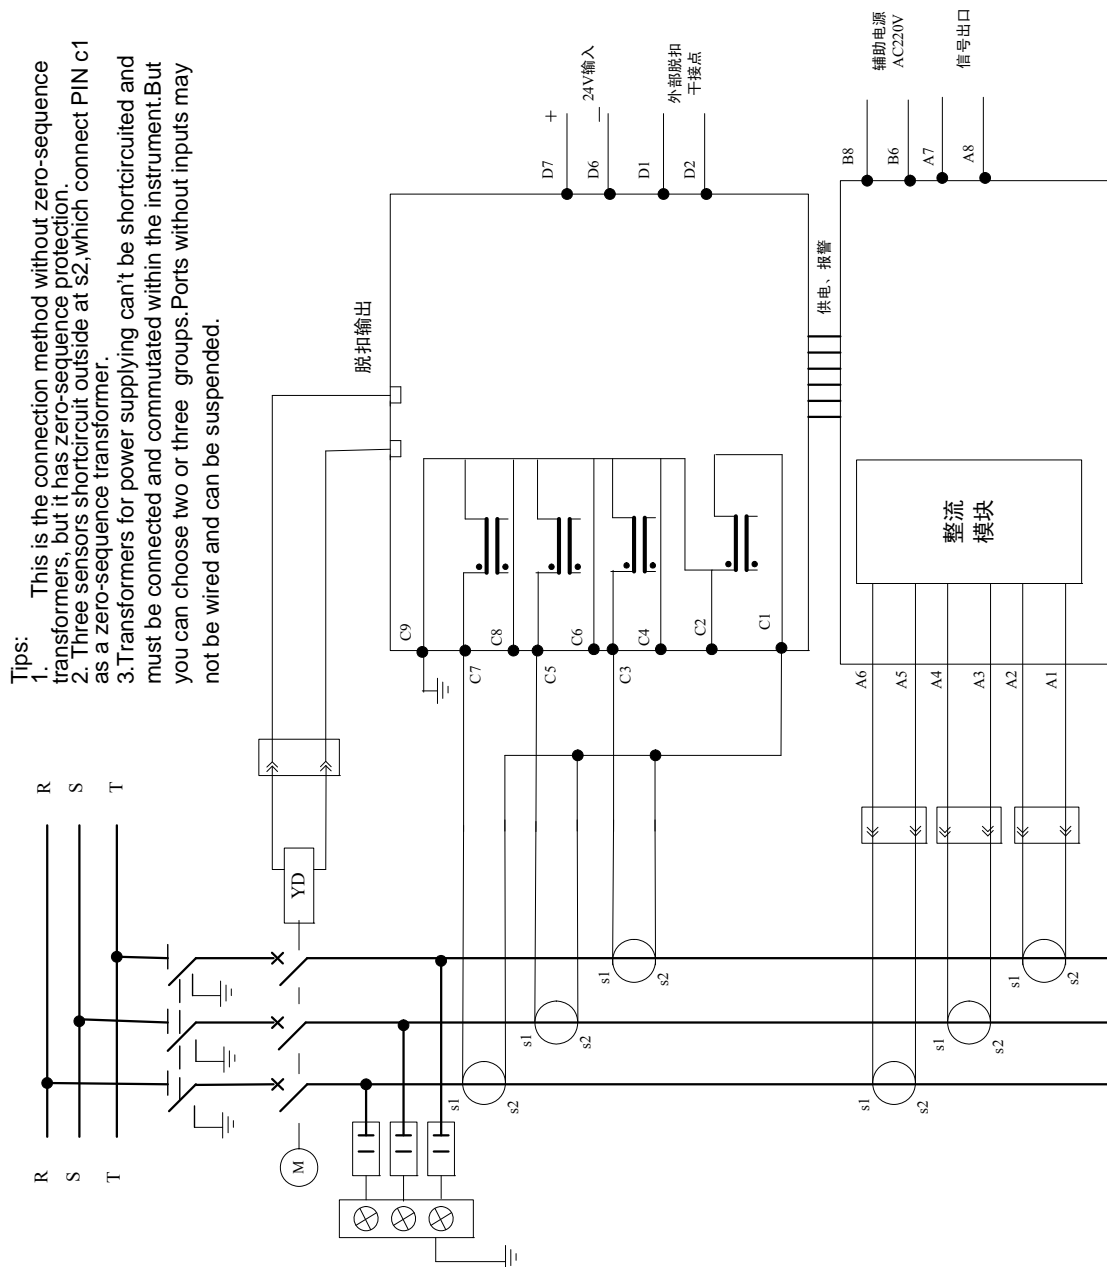 Tips:
1. This is the connection method without zero-sequence
transformers, but it has zero-sequence protection.
2. Three sensors shortcircuit outside at s2,which connect PIN c1
as a zero-sequence transformer.
3.Transformers for power supplying can't be shortcircuited and
must be connected and commutated within the instrument.But
you can choose two or three groups.Ports without inputs may
not be wired and can be suspended.
R
S
T
R
S
T
YD
M
脱扣输出
C9
C7
C8
C5
C6
C3
C4
C2
C1
D7
+
D6
−
24V输入
D1
D2
外部脱扣
干接点
供电、报警
B8
B6
辅助电源
AC220V
A7
A8
信号出口
整流
模块
A6
A5
A4
A3
A2
A1
s1
s2
s1
s2
s1
s2
s1
s2
s1
s2
s1
s2